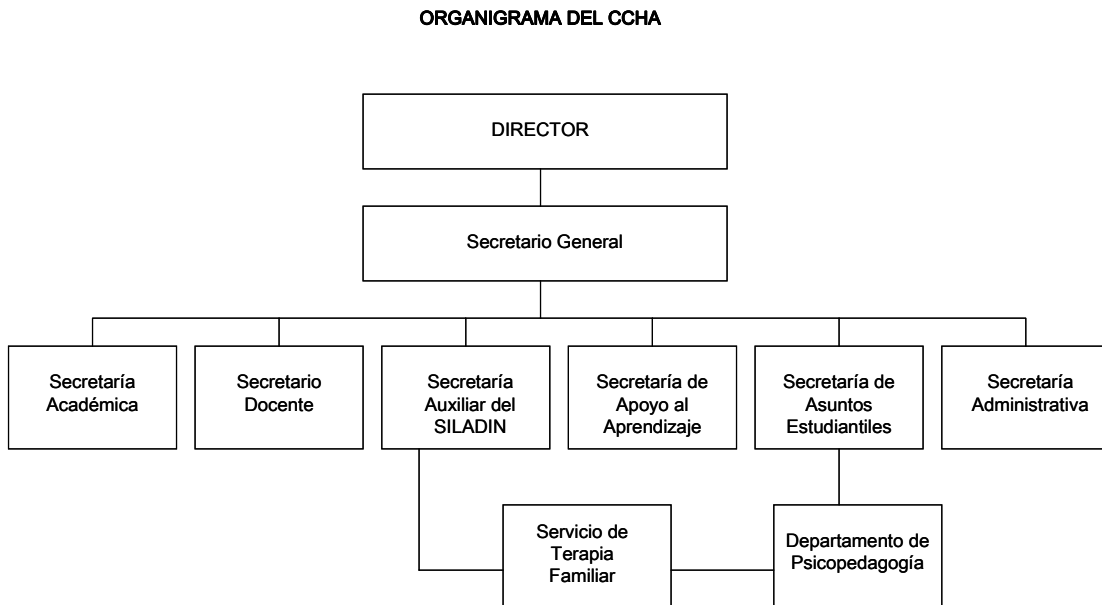 ORGANIGRAMA DEL CCHA
DIRECTOR
Secretario General
Secretaría
Académica
Secretario
Docente
Secretaría
Auxiliar del
SILADIN
Secretaría de
Apoyo al
Aprendizaje
Secretaría de
Asuntos
Estudiantiles
Secretaría
Administrativa
Servicio de
Terapia
Familiar
Departamento de
Psicopedagogía